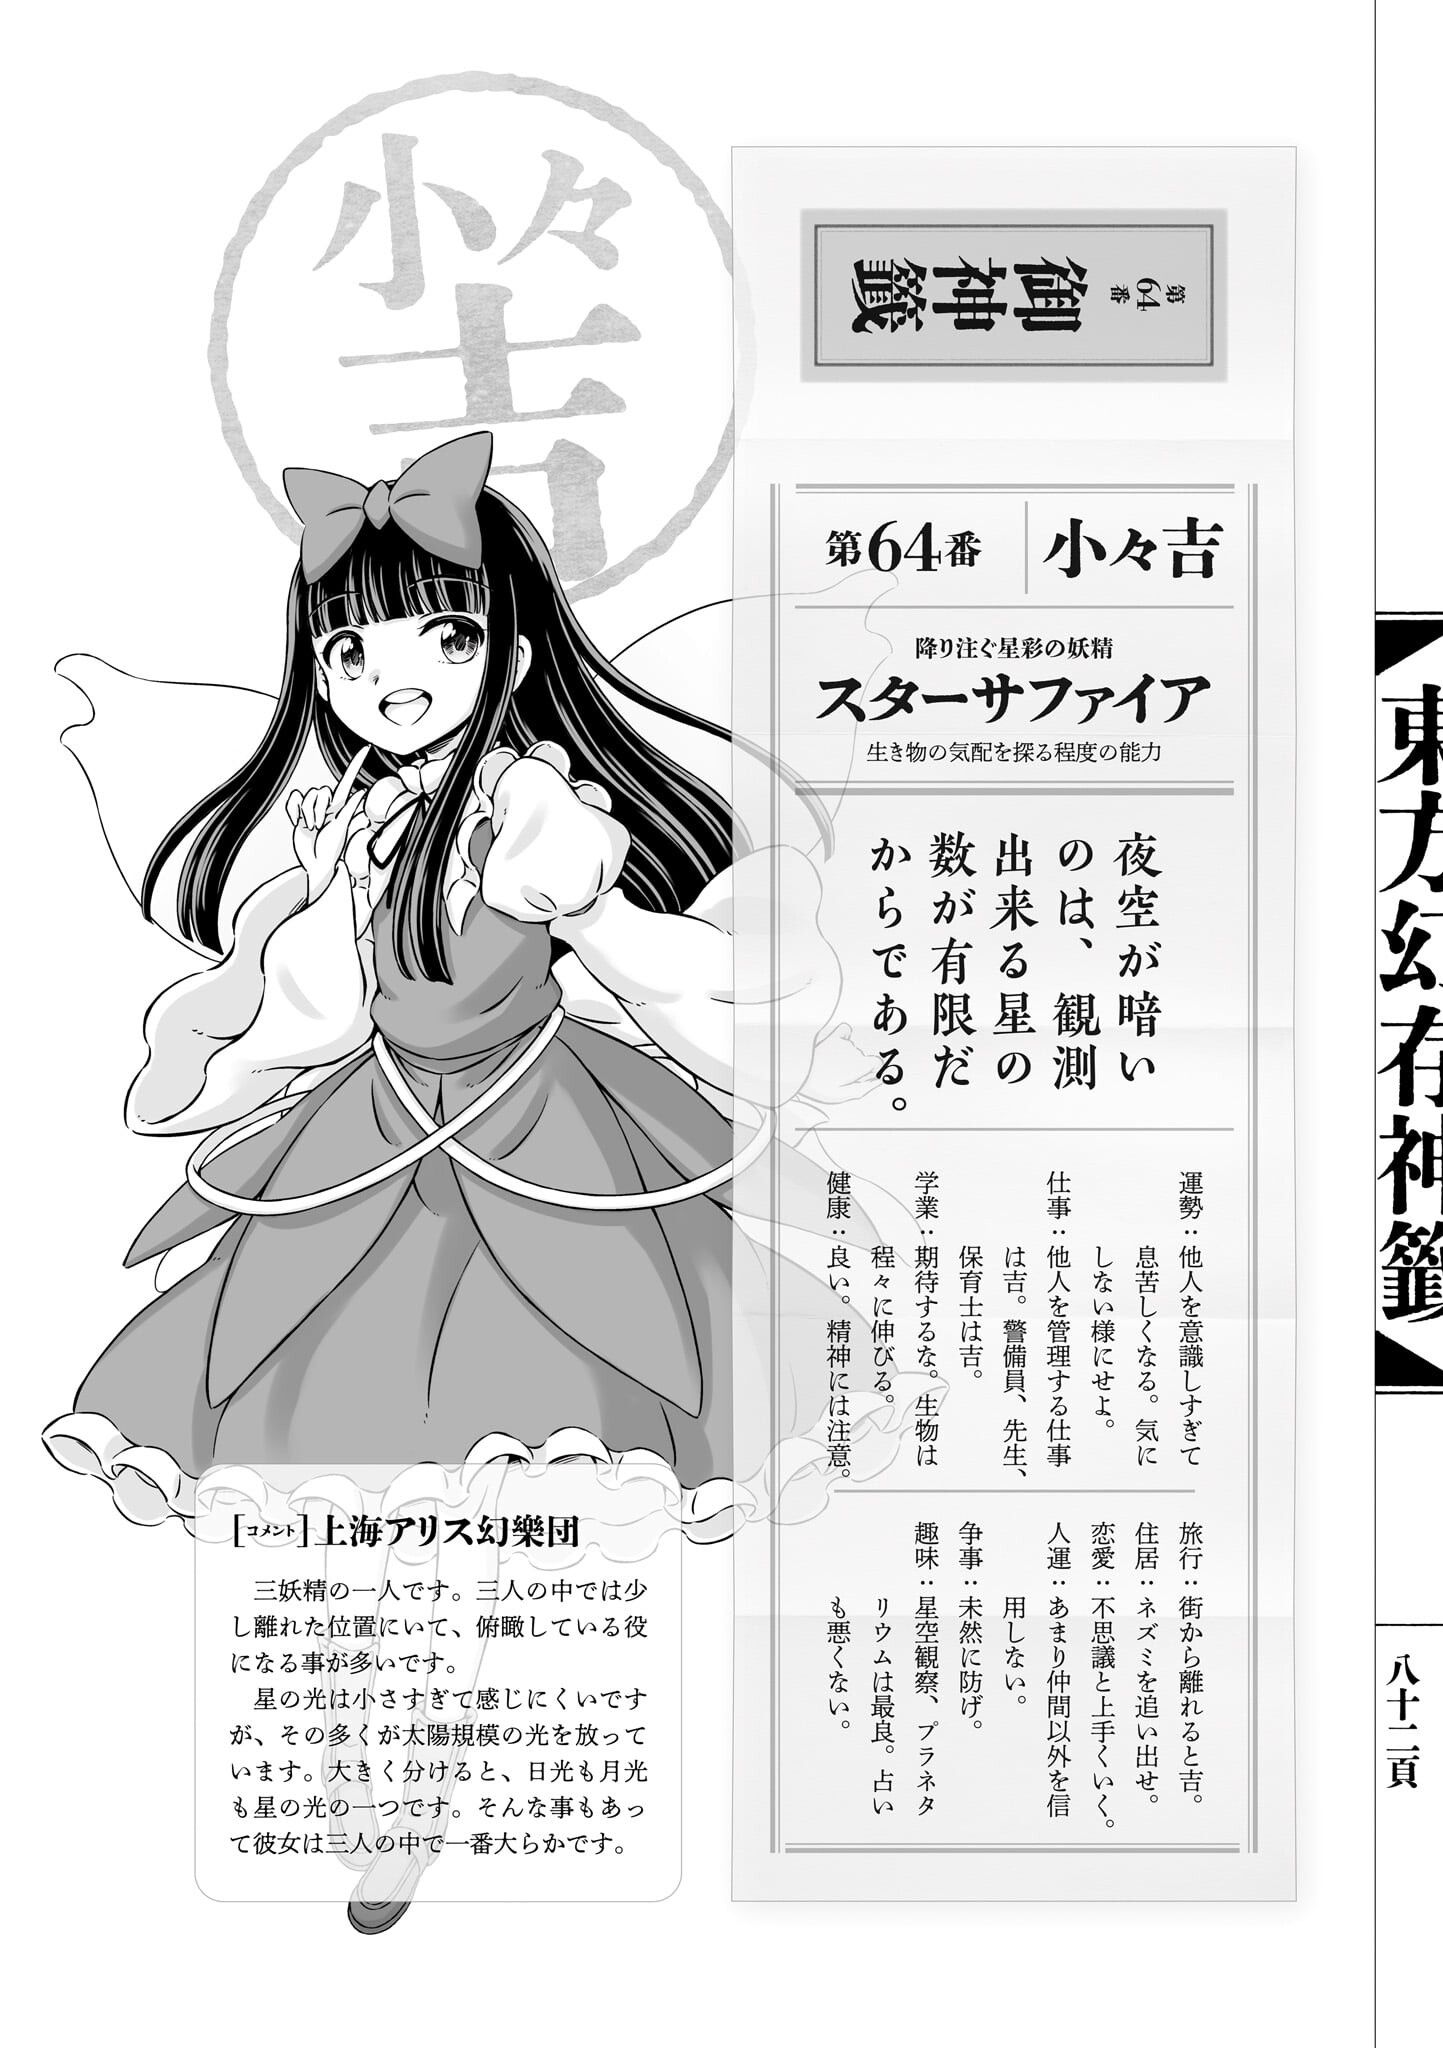 小々吉
御神籤
第64番
第64番
小々吉
降り注ぐ星彩の妖精
スターサファイア
生き物の気配を探る程度の能力
夜空が暗い
のは、観測
出来る星の
数が有限だ
からである。
運勢：他人を意識しすぎて
息苦しくなる。気に
しない様にせよ。
仕事：他人を管理する仕事
は吉。警備員、先生、
保育士は吉。
学業：期待するな。生物は
程々に伸びる。
健康：良い。精神には注意。
旅行：街から離れると吉。
住居：ネズミを追い出せ。
恋愛：不思議と上手くいく。
人運：あまり仲間以外を信
用しない。
争事：未然に防げ。
趣味：星空観察、プラネタ
リウムは最良。占い
も悪くない。
［コメント］上海アリス幻樂団
三妖精の一人です。三人の中では少
し離れた位置にいて、俯瞰している役
になる事が多いです。
星の光は小さすぎて感じにくいです
が、その多くが太陽規模の光を放って
います。大きく分けると、日光も月光
も星の光の一つです。そんな事もあっ
て彼女は三人の中で一番大らかです。
東方幻存神籤
八十二頁